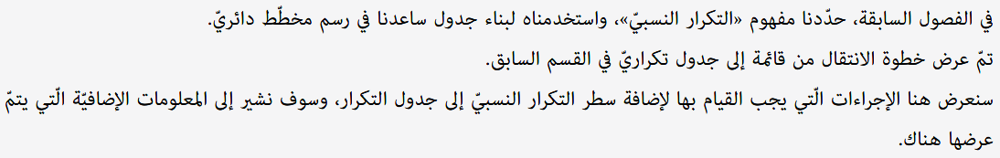 في الفصول السابقة، حدّدنا مفهوم «التكرار النسبيّ»، واستخدمناه لبناء جدول ساعدنا في رسم مخطّط دائريّ.
تمّ عرض خطوة الانتقال من قائمة إلى جدول تكراريّ في القسم السابق.
سنعرض هنا الإجراءات الّتي يجب القيام بها لإضافة سطر التكرار النسبيّ إلى جدول التكرار، وسوف نشير إلى المعلومات الإضافيّة الّتي يتمّ
عرضها هناك.